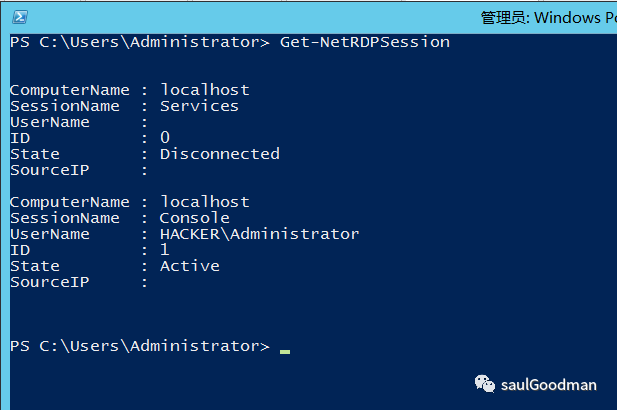 管理员: Windows Po
PS C:\Users\Administrator> Get-NetRDPSession
ComputerName : localhost
SessionName  : Services
UserName     :
ID           : 0
State        : Disconnected
SourceIP     :
ComputerName : localhost
SessionName  : Console
UserName     : HACKER\Administrator
ID           : 1
State        : Active
SourceIP     :
PS C:\Users\Administrator>
saulGoodman